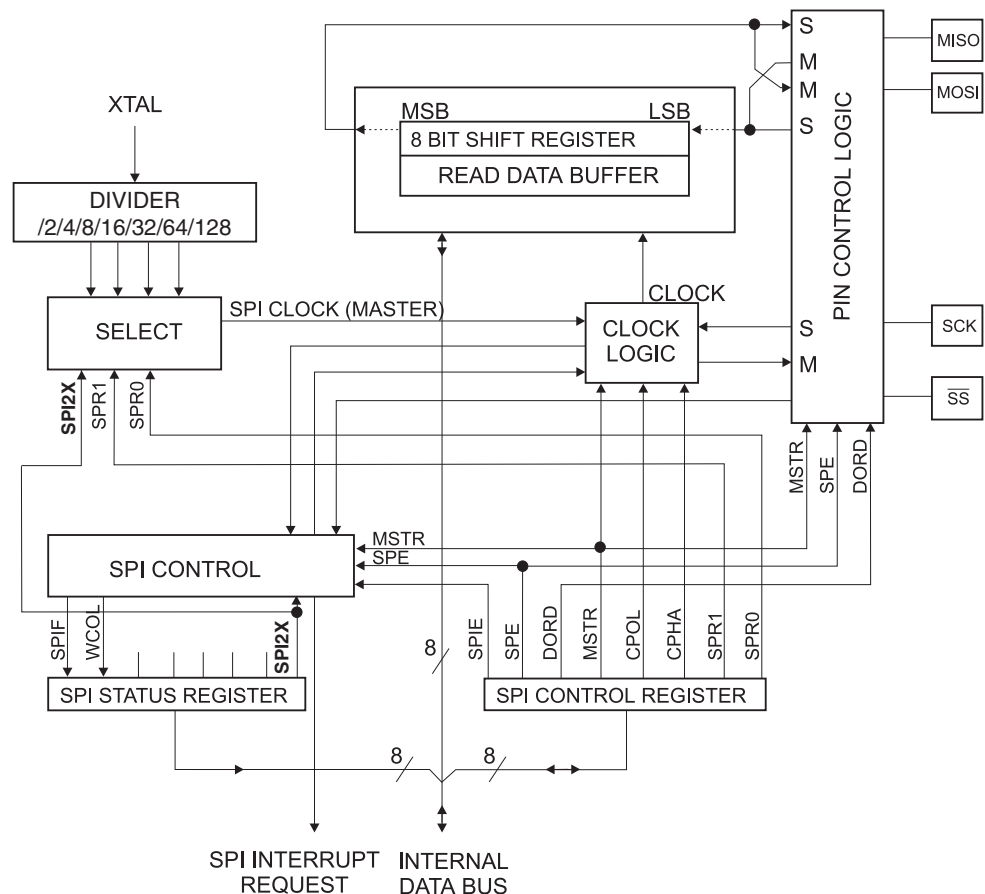 S
MISO
M
M
MOSI
XTAL
MSB
LSB
S
8 BIT SHIFT REGISTER
READ DATA BUFFER
PIN CONTROL LOGIC
DIVIDER
/2/4/8/16/32/64/128
SPI CLOCK (MASTER)
CLOCK
SELECT
CLOCK
LOGIC
S
SCK
M
SPI2X
SPR1
SPR0
SS
MSTR
SPE
DORD
MSTR
SPE
SPI CONTROL
SPIF
WCOL
SPI2X
8
SPIE
SPE
DORD
MSTR
CPOL
CPHA
SPR1
SPR0
SPI STATUS REGISTER
SPI CONTROL REGISTER
8
8
SPI INTERRUPT
REQUEST
INTERNAL
DATA BUS